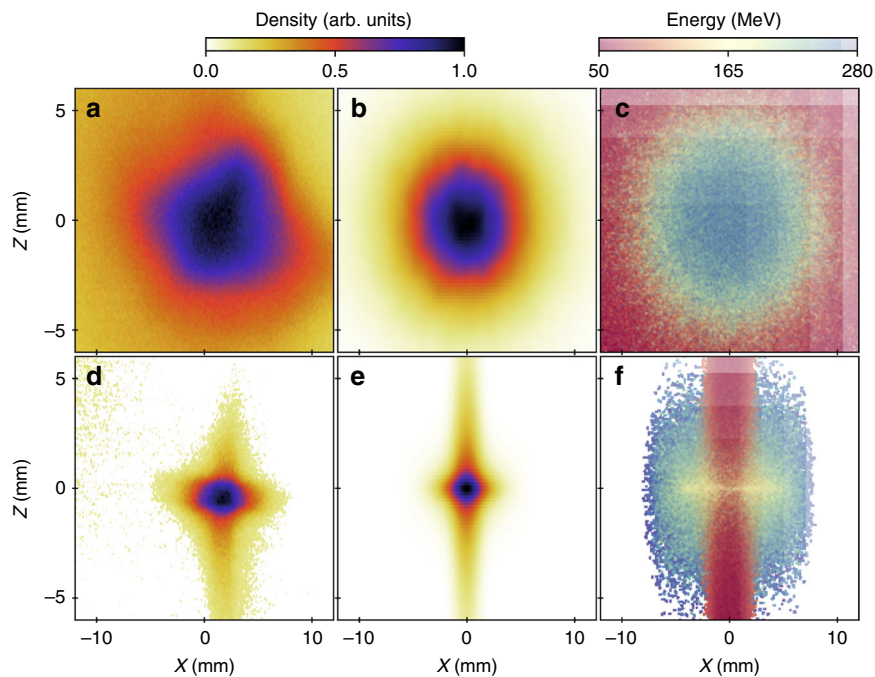 Density (arb. units) Energy (MeV)
0.0 0.5 1.0 50 165 280
a b c
5
0
−5
Z (mm)
d e f
5
0
−5
Z (mm)
−10 0 10 −10 0 10 −10 0 10
X (mm) X (mm) X (mm)